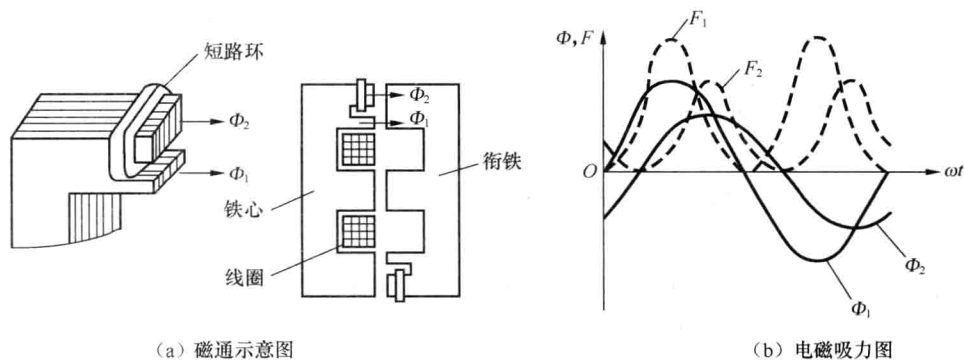 短路环
Φ₂
Φ₁
铁心
线圈
Φ₂
Φ₁
衔铁
(a) 磁通示意图
Φ,F
F₁
F₂
O
ωt
Φ₂
Φ₁
(b) 电磁吸力图